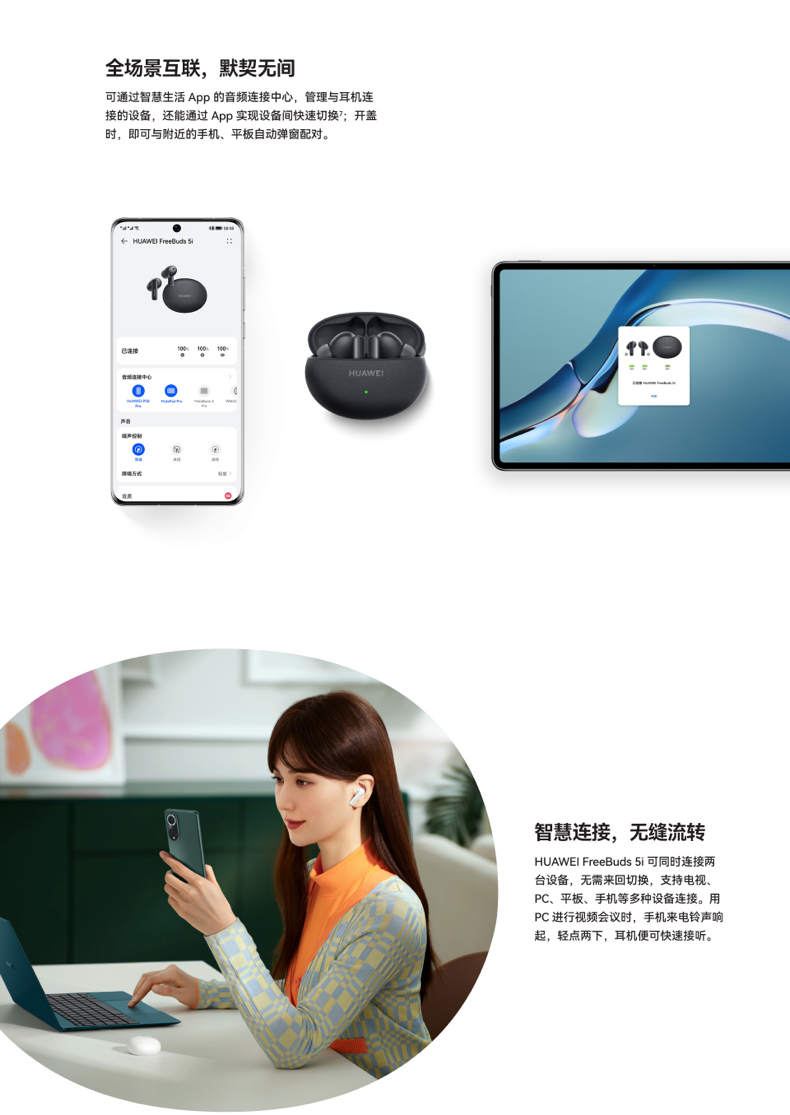 全场景互联，默契无间
可通过智慧生活 App 的音频连接中心，管理与耳机连
接的设备，还能通过 App 实现设备间快速切换⁷；开盖
时，即可与附近的手机、平板自动弹窗配对。
HUAWEI FreeBuds 5i
HUAWEI
已连接
100% 100% 100%
音频连接中心
HUAWEI P50 Pro
MatePad Pro
MateBook X Pro
声音
噪声控制
降噪
关闭
透传
降噪方式
音质
HUAWEI
已连接 HUAWEI FreeBuds 5i
智慧连接，无缝流转
HUAWEI FreeBuds 5i 可同时连接两
台设备，无需来回切换，支持电视、
PC、平板、手机等多种设备连接。用
PC 进行视频会议时，手机来电铃声响
起，轻点两下，耳机便可快速接听。